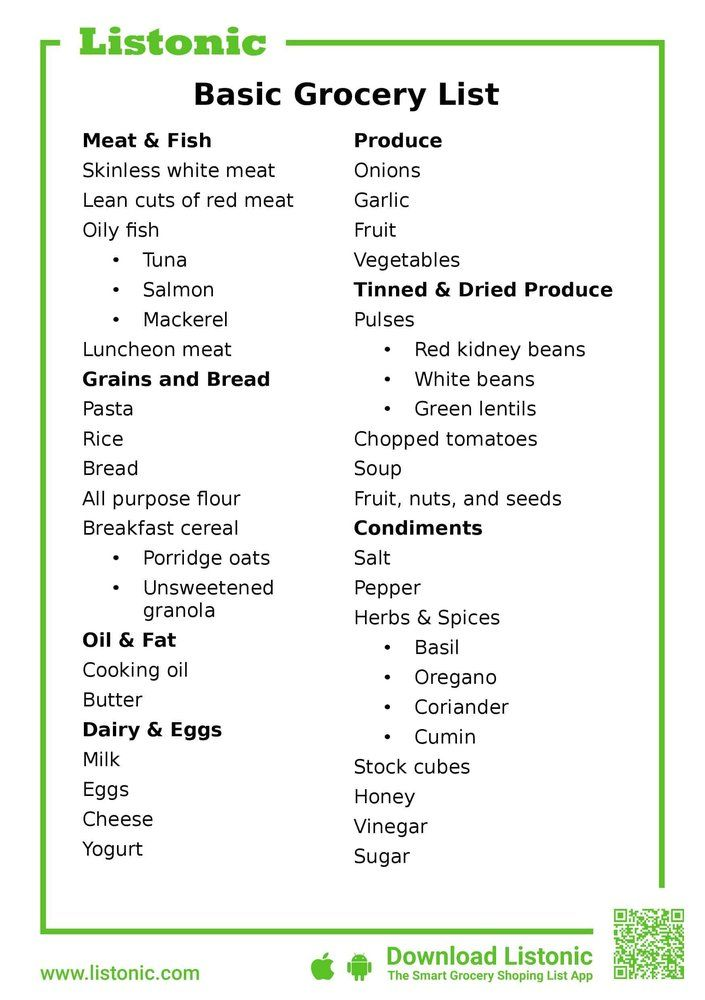 Listonic
Basic Grocery List
Meat & Fish
Skinless white meat
Lean cuts of red meat
Oily fish
• Tuna
• Salmon
• Mackerel
Luncheon meat
Grains and Bread
Pasta
Rice
Bread
All purpose flour
Breakfast cereal
• Porridge oats
• Unsweetened
granola
Oil & Fat
Cooking oil
Butter
Dairy & Eggs
Milk
Eggs
Cheese
Yogurt
Produce
Onions
Garlic
Fruit
Vegetables
Tinned & Dried Produce
Pulses
• Red kidney beans
• White beans
• Green lentils
Chopped tomatoes
Soup
Fruit, nuts, and seeds
Condiments
Salt
Pepper
Herbs & Spices
• Basil
• Oregano
• Coriander
• Cumin
Stock cubes
Honey
Vinegar
Sugar
www.listonic.com
Download Listonic
The Smart Grocery Shoping List App